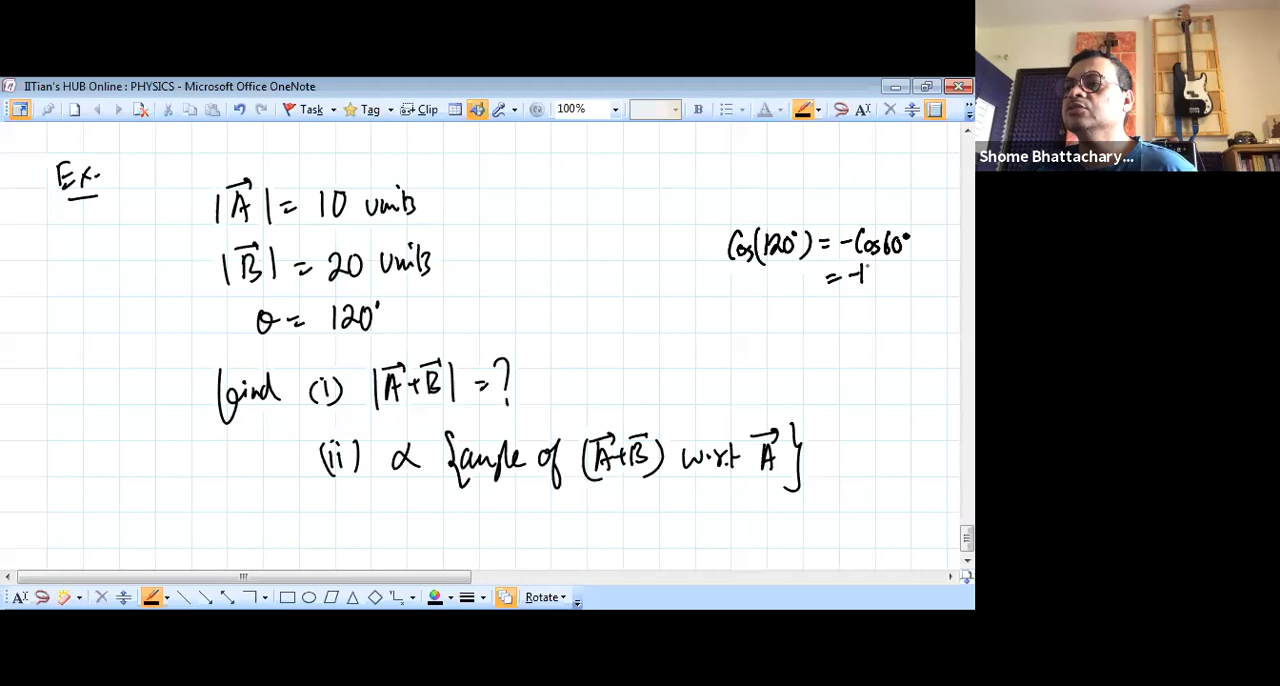 IITian's HUB Online : PHYSICS - Microsoft Office OneNote
Task Tag Clip 100% B A
Shome Bhattachary...
Ex.
|A⃗| = 10 units
|B⃗| = 20 units
θ = 120°
Cos(120°) = -Cos60°
= -1
find (i) |A⃗+B⃗| = ?
(ii) ∝ {angle of (A⃗+B⃗) w.r.t A⃗}
Rotate